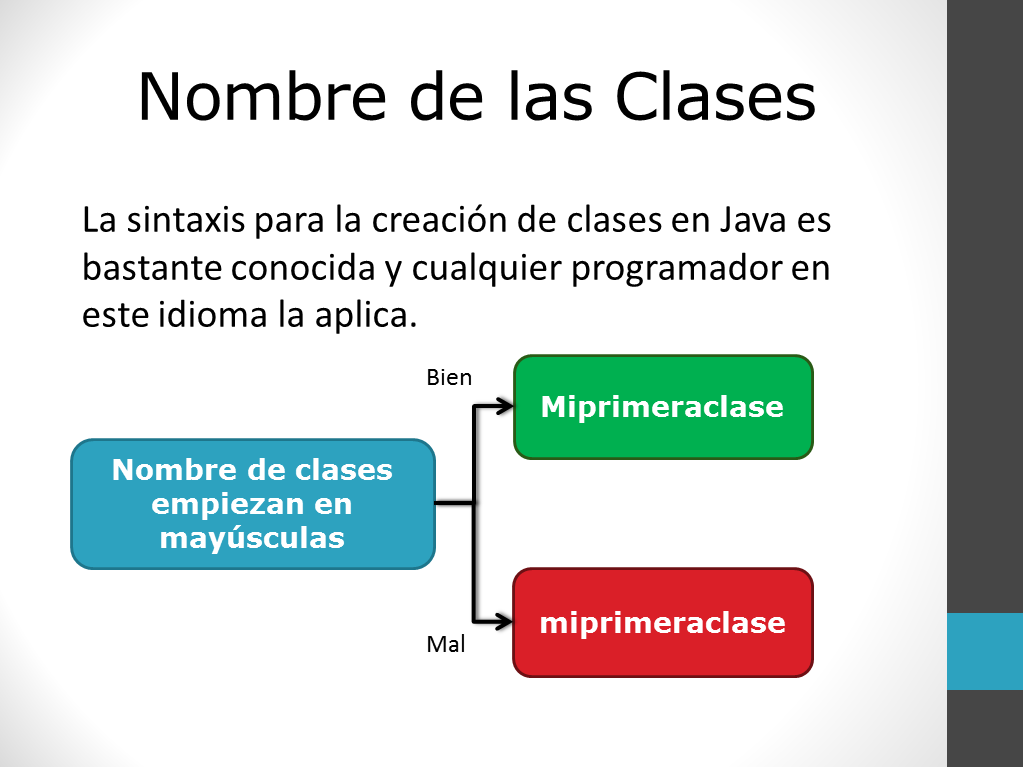 Nombre de las Clases
La sintaxis para la creación de clases en Java es
bastante conocida y cualquier programador en
este idioma la aplica.
Bien
Miprimeraclase
Nombre de clases
empiezan en
mayúsculas
miprimeraclase
Mal